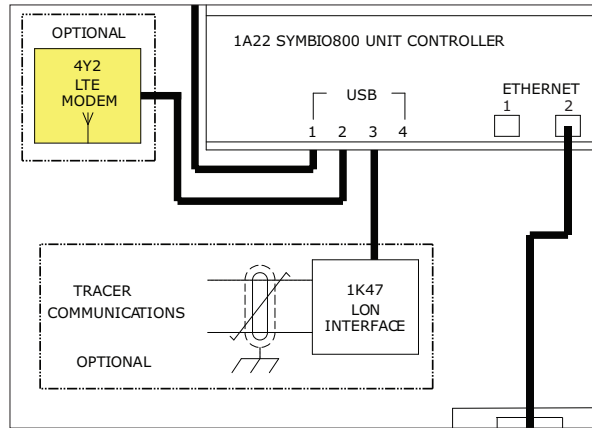 OPTIONAL
4Y2
LTE
MODEM
1A22 SYMBIO800 UNIT CONTROLLER
USB
1 2 3 4
ETHERNET
1 2
TRACER
COMMUNICATIONS
OPTIONAL
1K47
LON
INTERFACE